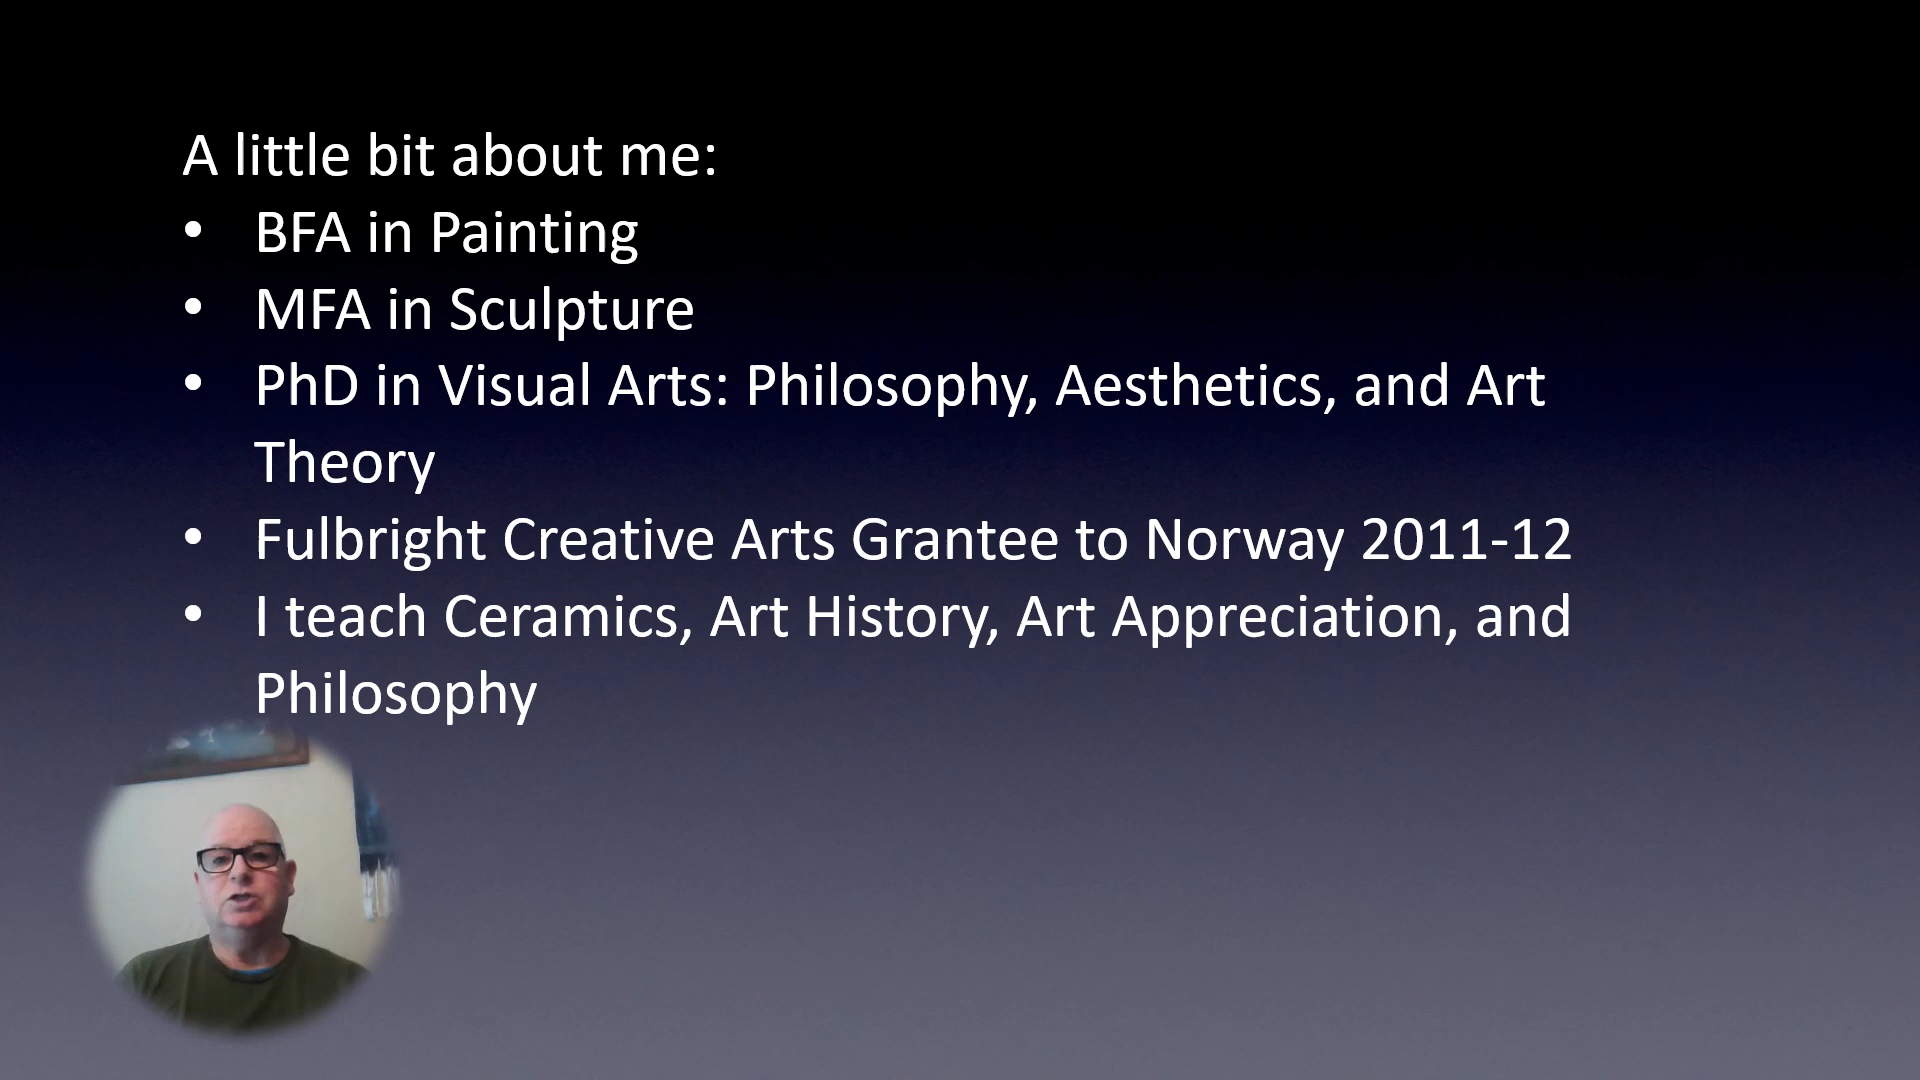 A little bit about me:
• BFA in Painting
• MFA in Sculpture
• PhD in Visual Arts: Philosophy, Aesthetics, and Art
Theory
• Fulbright Creative Arts Grantee to Norway 2011-12
• I teach Ceramics, Art History, Art Appreciation, and
Philosophy